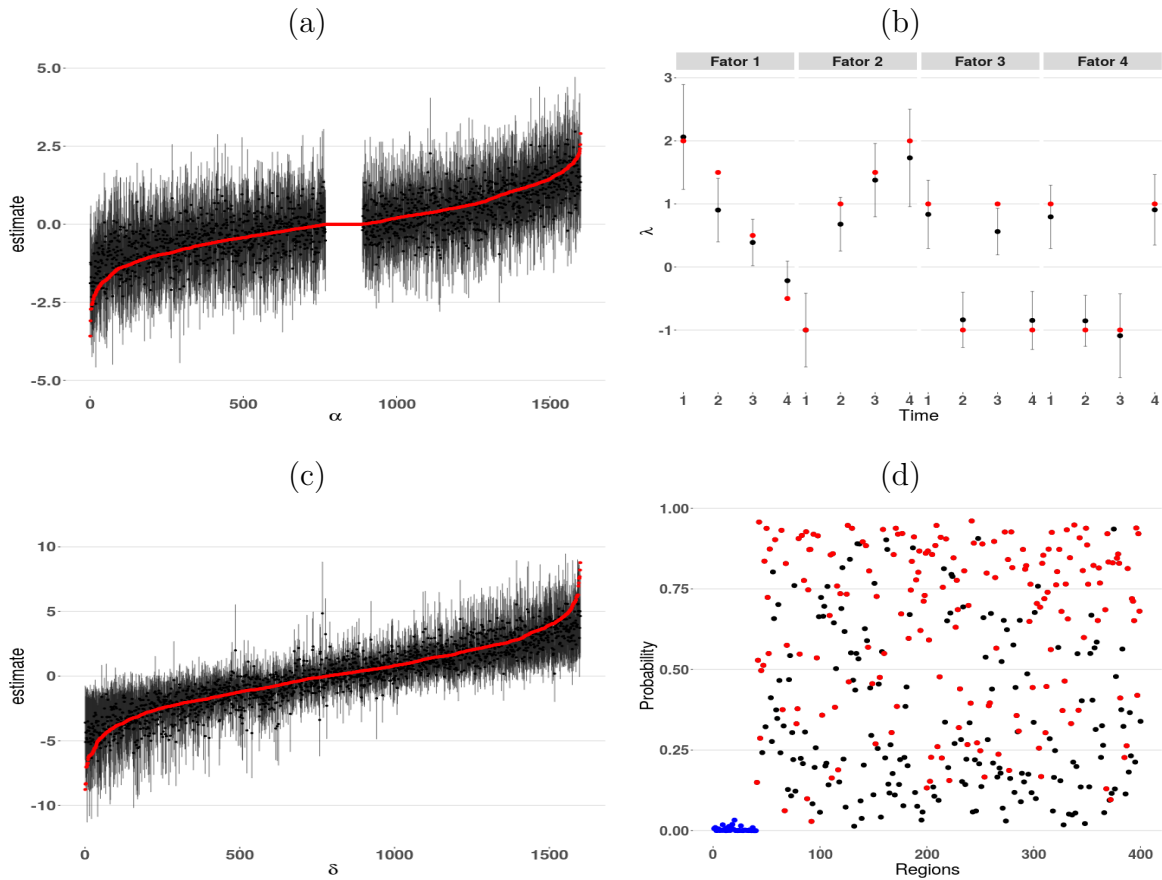 (a)
5.0
2.5
0.0
-2.5
-5.0
estimate
0 500 1000 1500
α
(b)
Fator 1 Fator 2 Fator 3 Fator 4
3
2
1
0
-1
λ
1 2 3 4 1 2 3 4 1 2 3 4 1 2 3 4
Time
(c)
10
5
0
-5
-10
estimate
0 500 1000 1500
δ
(d)
1.00
0.75
0.50
0.25
0.00
Probability
0 100 200 300 400
Regions